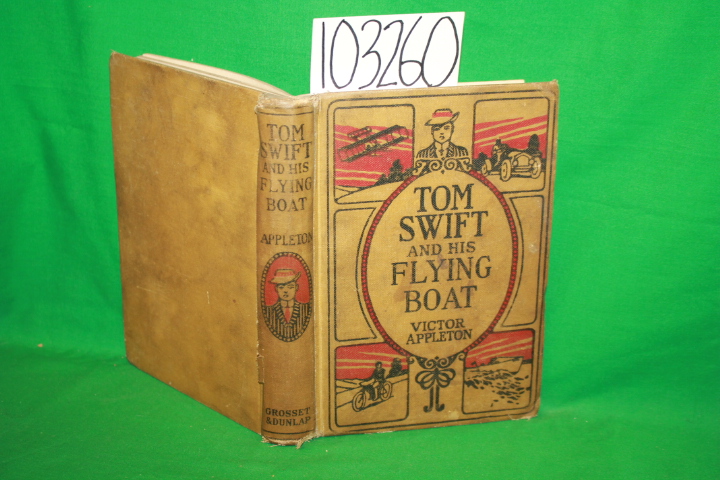 103260
TOM
SWIFT
AND HIS
FLYING
BOAT
APPLETON
GROSSET
& DUNLAP
TOM
SWIFT
AND HIS
FLYING
BOAT
VICTOR
APPLETON